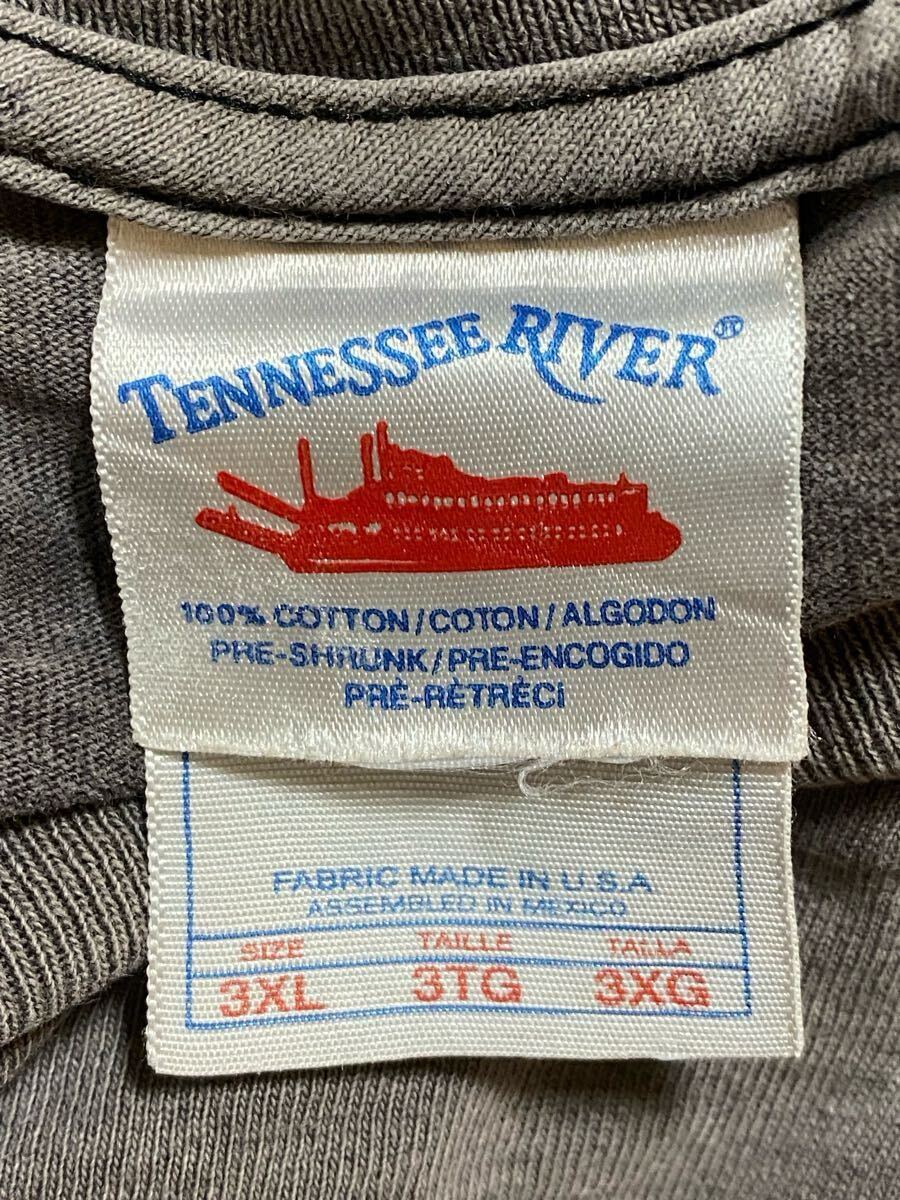 TENNESSEE RIVER®
100% COTTON/COTON/ALGODON
PRE-SHRUNK/PRE-ENCOGIDO
PRÉ-RÈTRÉCI
FABRIC MADE IN U.S.A
ASSEMBLED IN MEXICO
SIZE TAILLE TALLA
3XL 3TG 3XG